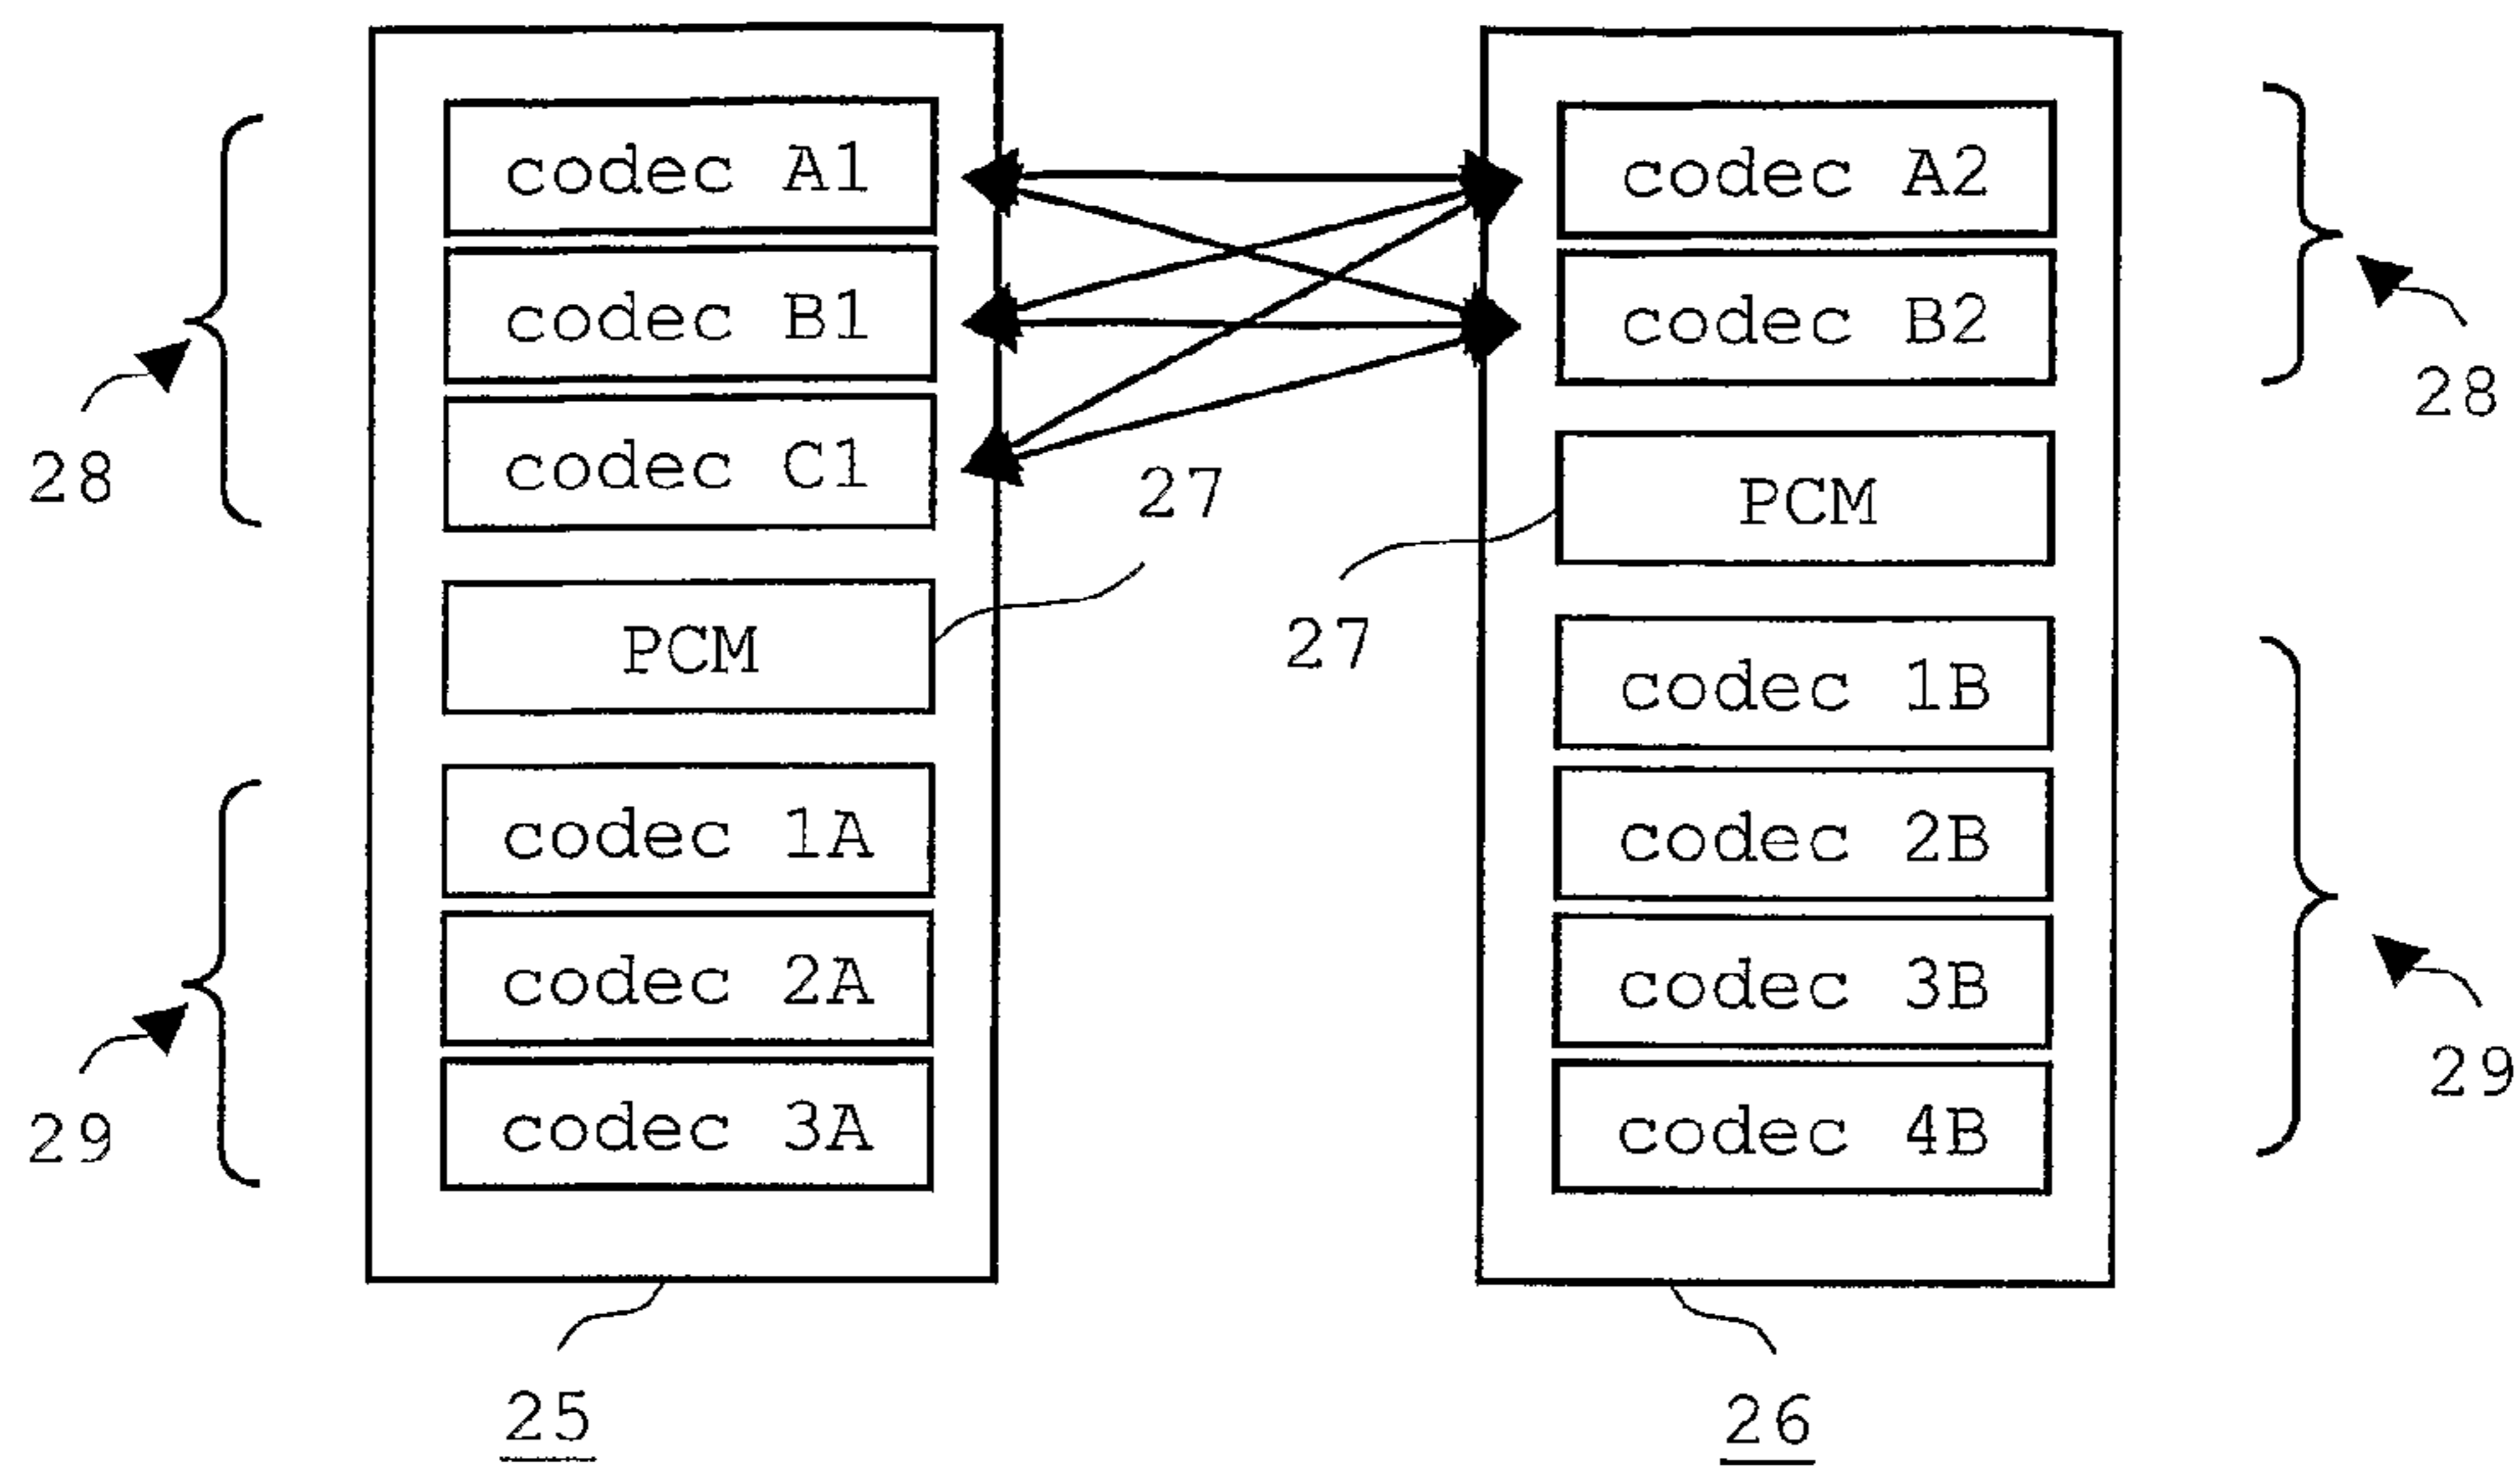 codec A1
codec B1
codec C1
28
PCM
27
codec 1A
codec 2A
codec 3A
29
25
codec A2
codec B2
28
PCM
27
codec 1B
codec 2B
codec 3B
codec 4B
29
26